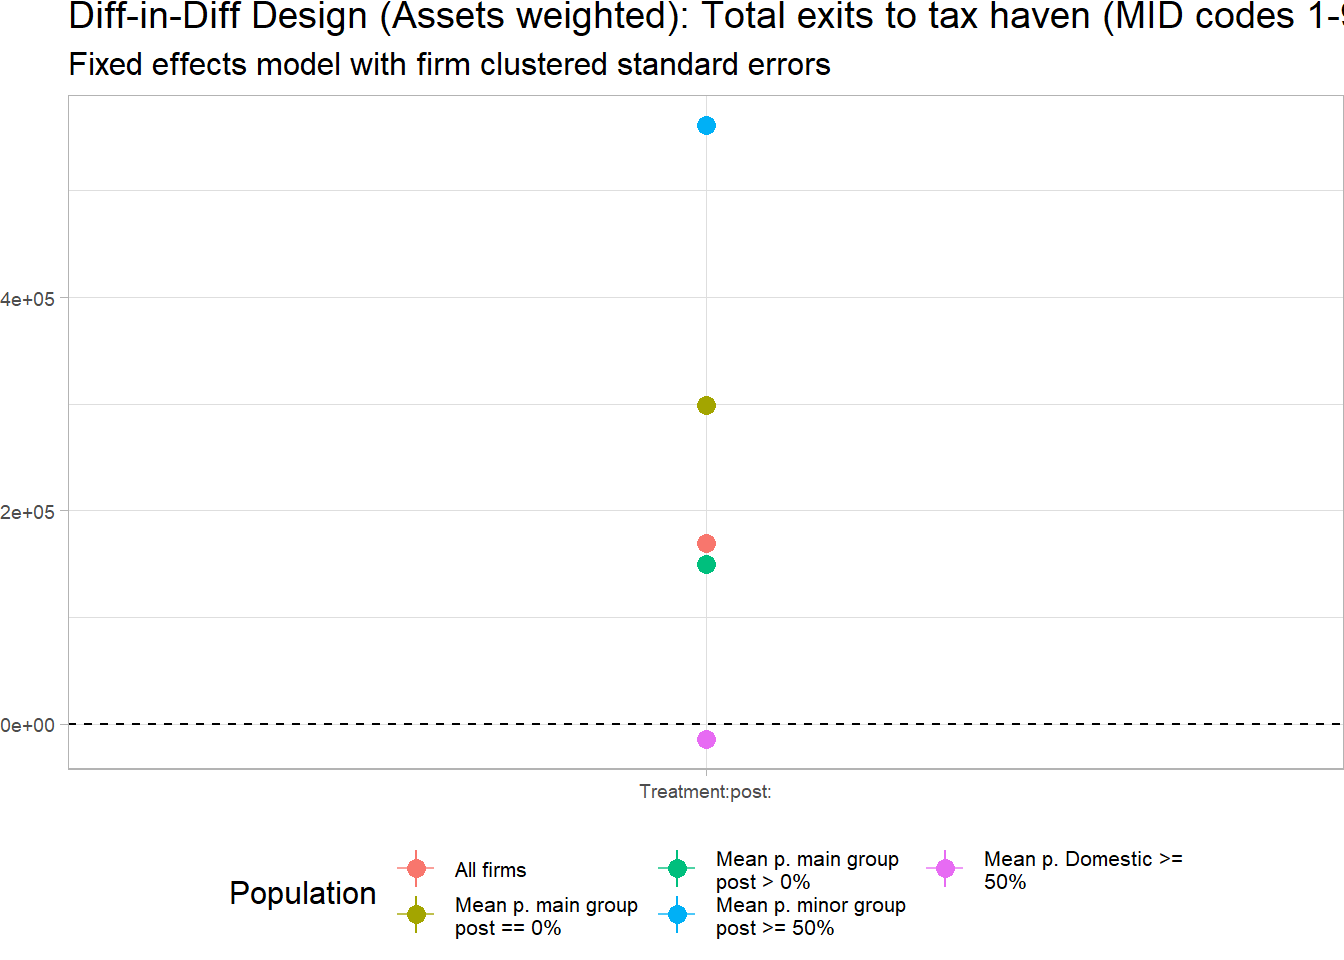 Diff-in-Diff Design (Assets weighted): Total exits to tax haven (MID codes 1-9
Fixed effects model with firm clustered standard errors
4e+05
2e+05
0e+00
Treatment:post:
Population
All firms
Mean p. main group
post == 0%
Mean p. main group
post > 0%
Mean p. minor group
post >= 50%
Mean p. Domestic >=
50%